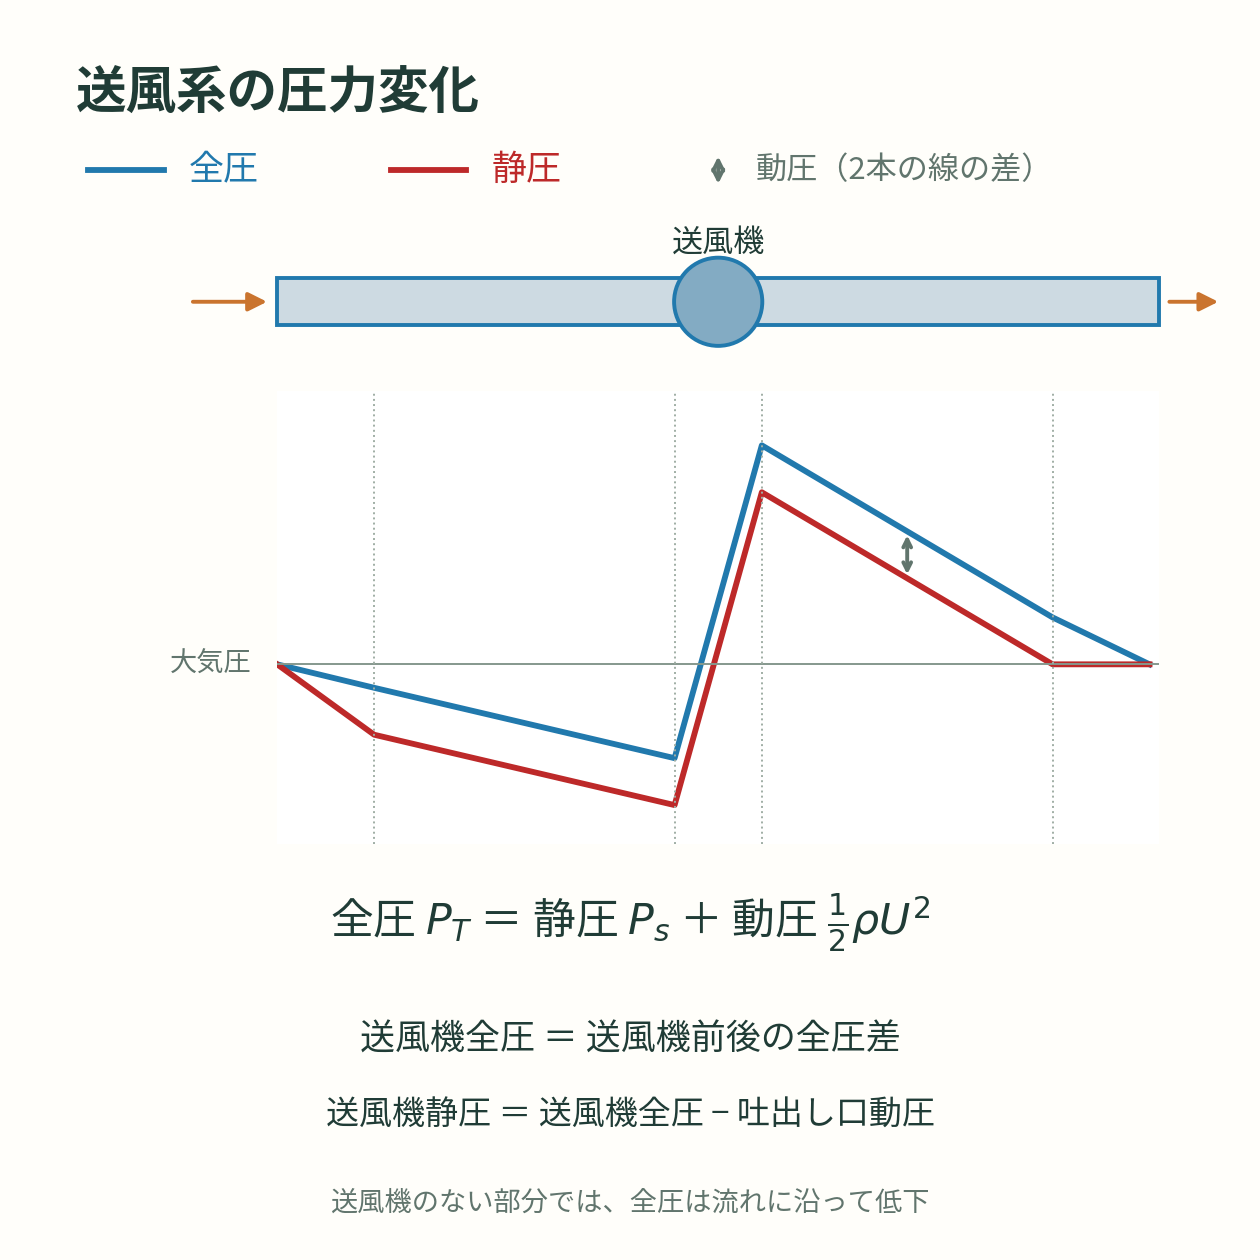 送風系の圧力変化
全圧
静圧
動圧（2本の線の差）
送風機
大気圧
全圧 P_T ＝ 静圧 P_s ＋ 動圧 1/2 ρU²
送風機全圧 ＝ 送風機前後の全圧差
送風機静圧 ＝ 送風機全圧 − 吐出し口動圧
送風機のない部分では、全圧は流れに沿って低下